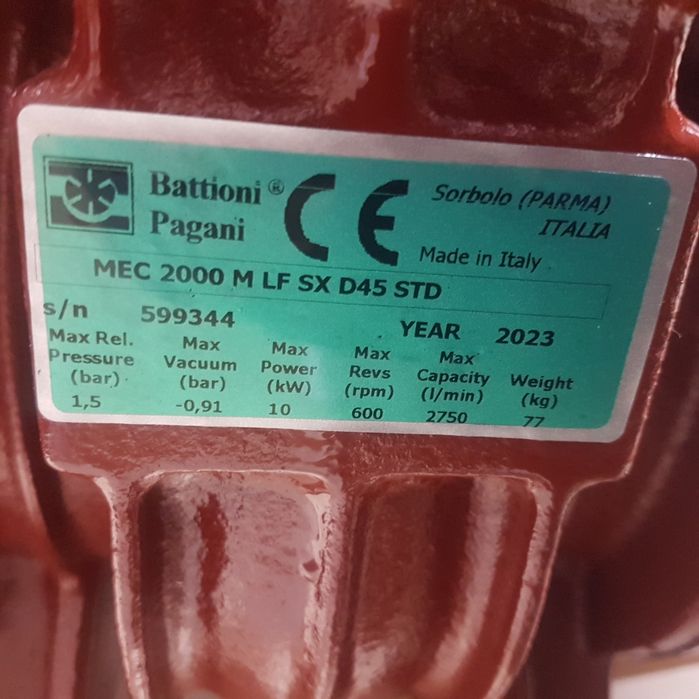 Battioni ®
Pagani
CE
Sorbolo (PARMA)
ITALIA
Made in Italy
MEC 2000 M LF SX D45 STD
s/n 599344 YEAR 2023
Max Rel. Pressure (bar) Max Vacuum (bar) Max Power (kW) Max Revs (rpm) Max Capacity (l/min) Weight (kg)
1,5 -0,91 10 600 2750 77